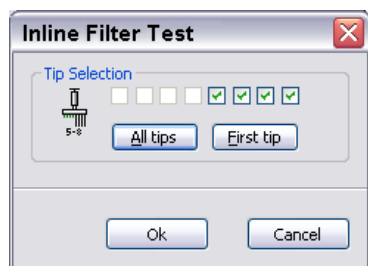 Inline Filter Test
Tip Selection
5-8
All tips First tip
Ok Cancel